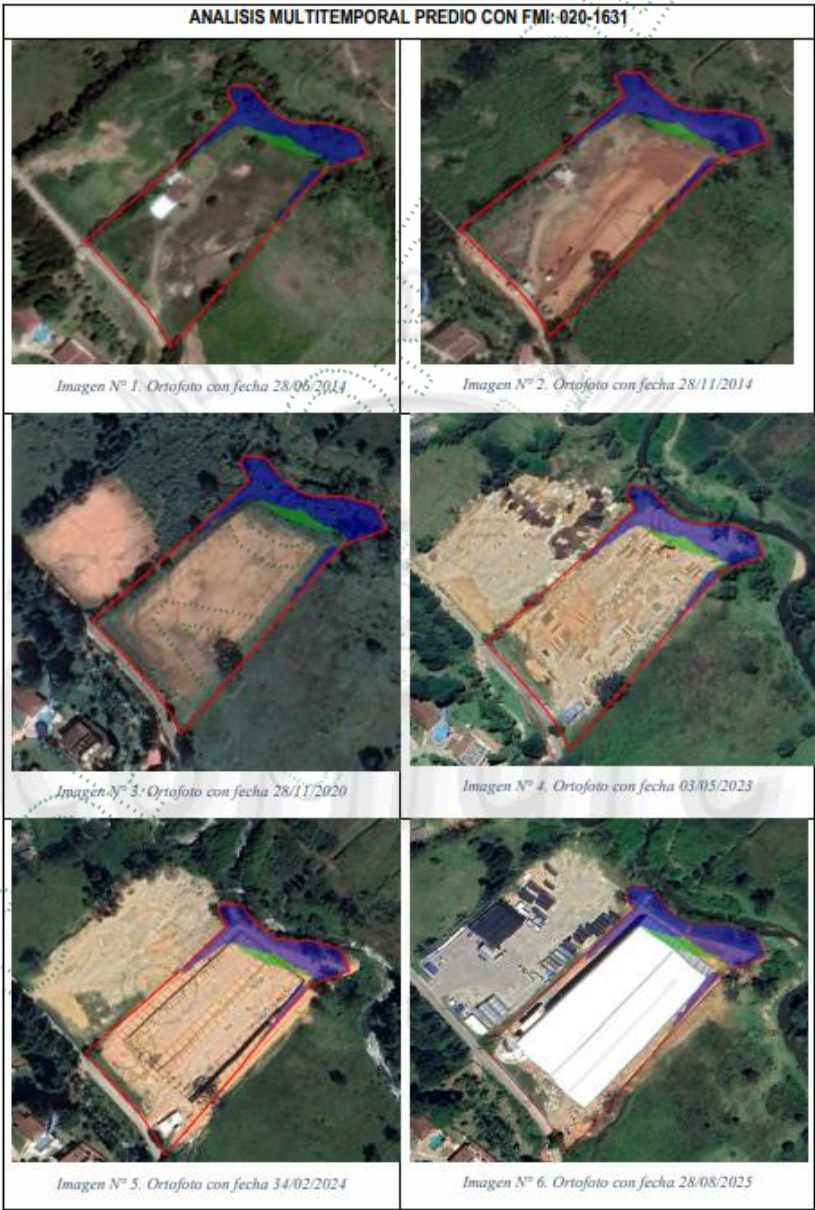 ANALISIS MULTITEMPORAL PREDIO CON FMI: 020-1631
Imagen N° 1. Ortofoto con fecha 28/06/2014
Imagen N° 2. Ortofoto con fecha 28/11/2014
Imagen N° 3. Ortofoto con fecha 28/11/2020
Imagen N° 4. Ortofoto con fecha 03/05/2023
Imagen N° 5. Ortofoto con fecha 34/02/2024
Imagen N° 6. Ortofoto con fecha 28/08/2025